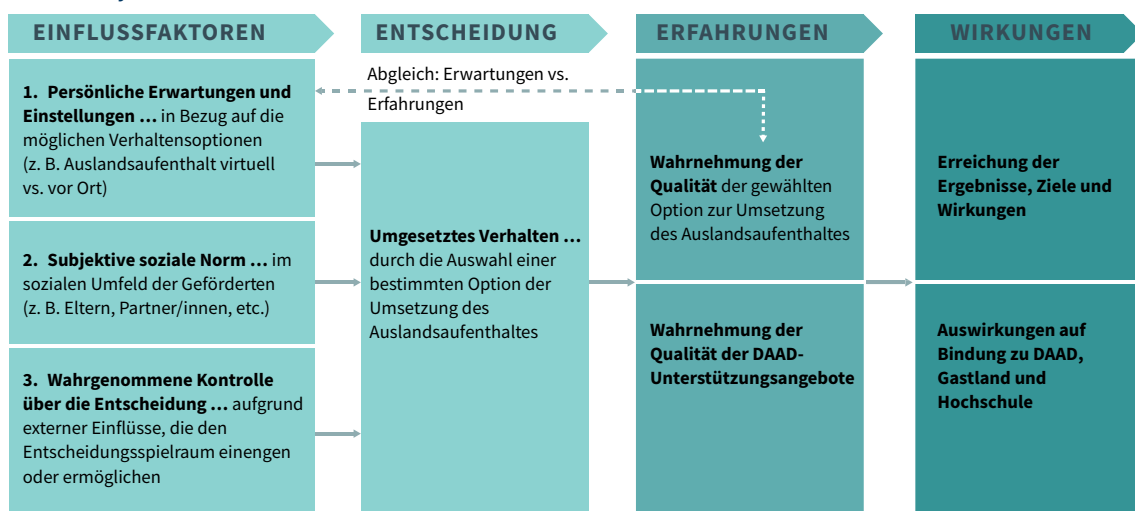 EINFLUSSFAKTOREN
ENTSCHEIDUNG
ERFAHRUNGEN
WIRKUNGEN
1. Persönliche Erwartungen und
Einstellungen … in Bezug auf die
möglichen Verhaltensoptionen
(z. B. Auslandsaufenthalt virtuell
vs. vor Ort)
2. Subjektive soziale Norm … im
sozialen Umfeld der Geförderten
(z. B. Eltern, Partner/innen, etc.)
3. Wahrgenommene Kontrolle
über die Entscheidung … aufgrund
externer Einflüsse, die den
Entscheidungsspielraum einengen
oder ermöglichen
Abgleich: Erwartungen vs.
Erfahrungen
Umgesetztes Verhalten …
durch die Auswahl einer
bestimmten Option der
Umsetzung des
Auslandsaufenthaltes
Wahrnehmung der
Qualität der gewählten
Option zur Umsetzung
des Auslandsaufenthaltes
Wahrnehmung der
Qualität der DAAD-
Unterstützungsangebote
Erreichung der
Ergebnisse, Ziele und
Wirkungen
Auswirkungen auf
Bindung zu DAAD,
Gastland und
Hochschule